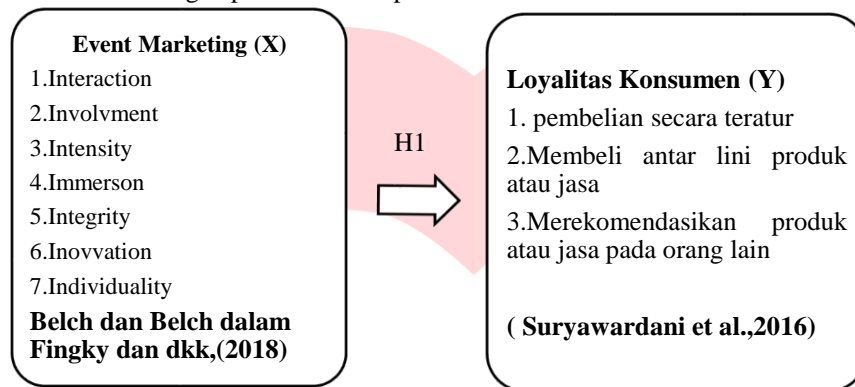 Event Marketing (X)
1.Interaction
2.Involvment
3.Intensity
4.Immerson
5.Integrity
6.Inovvation
7.Individuality
Belch dan Belch dalam
Fingky dan dkk,(2018)
H1
Loyalitas Konsumen (Y)
1. pembelian secara teratur
2.Membeli antar lini produk
atau jasa
3.Merekomendasikan produk
atau jasa pada orang lain
( Suryawardani et al.,2016)